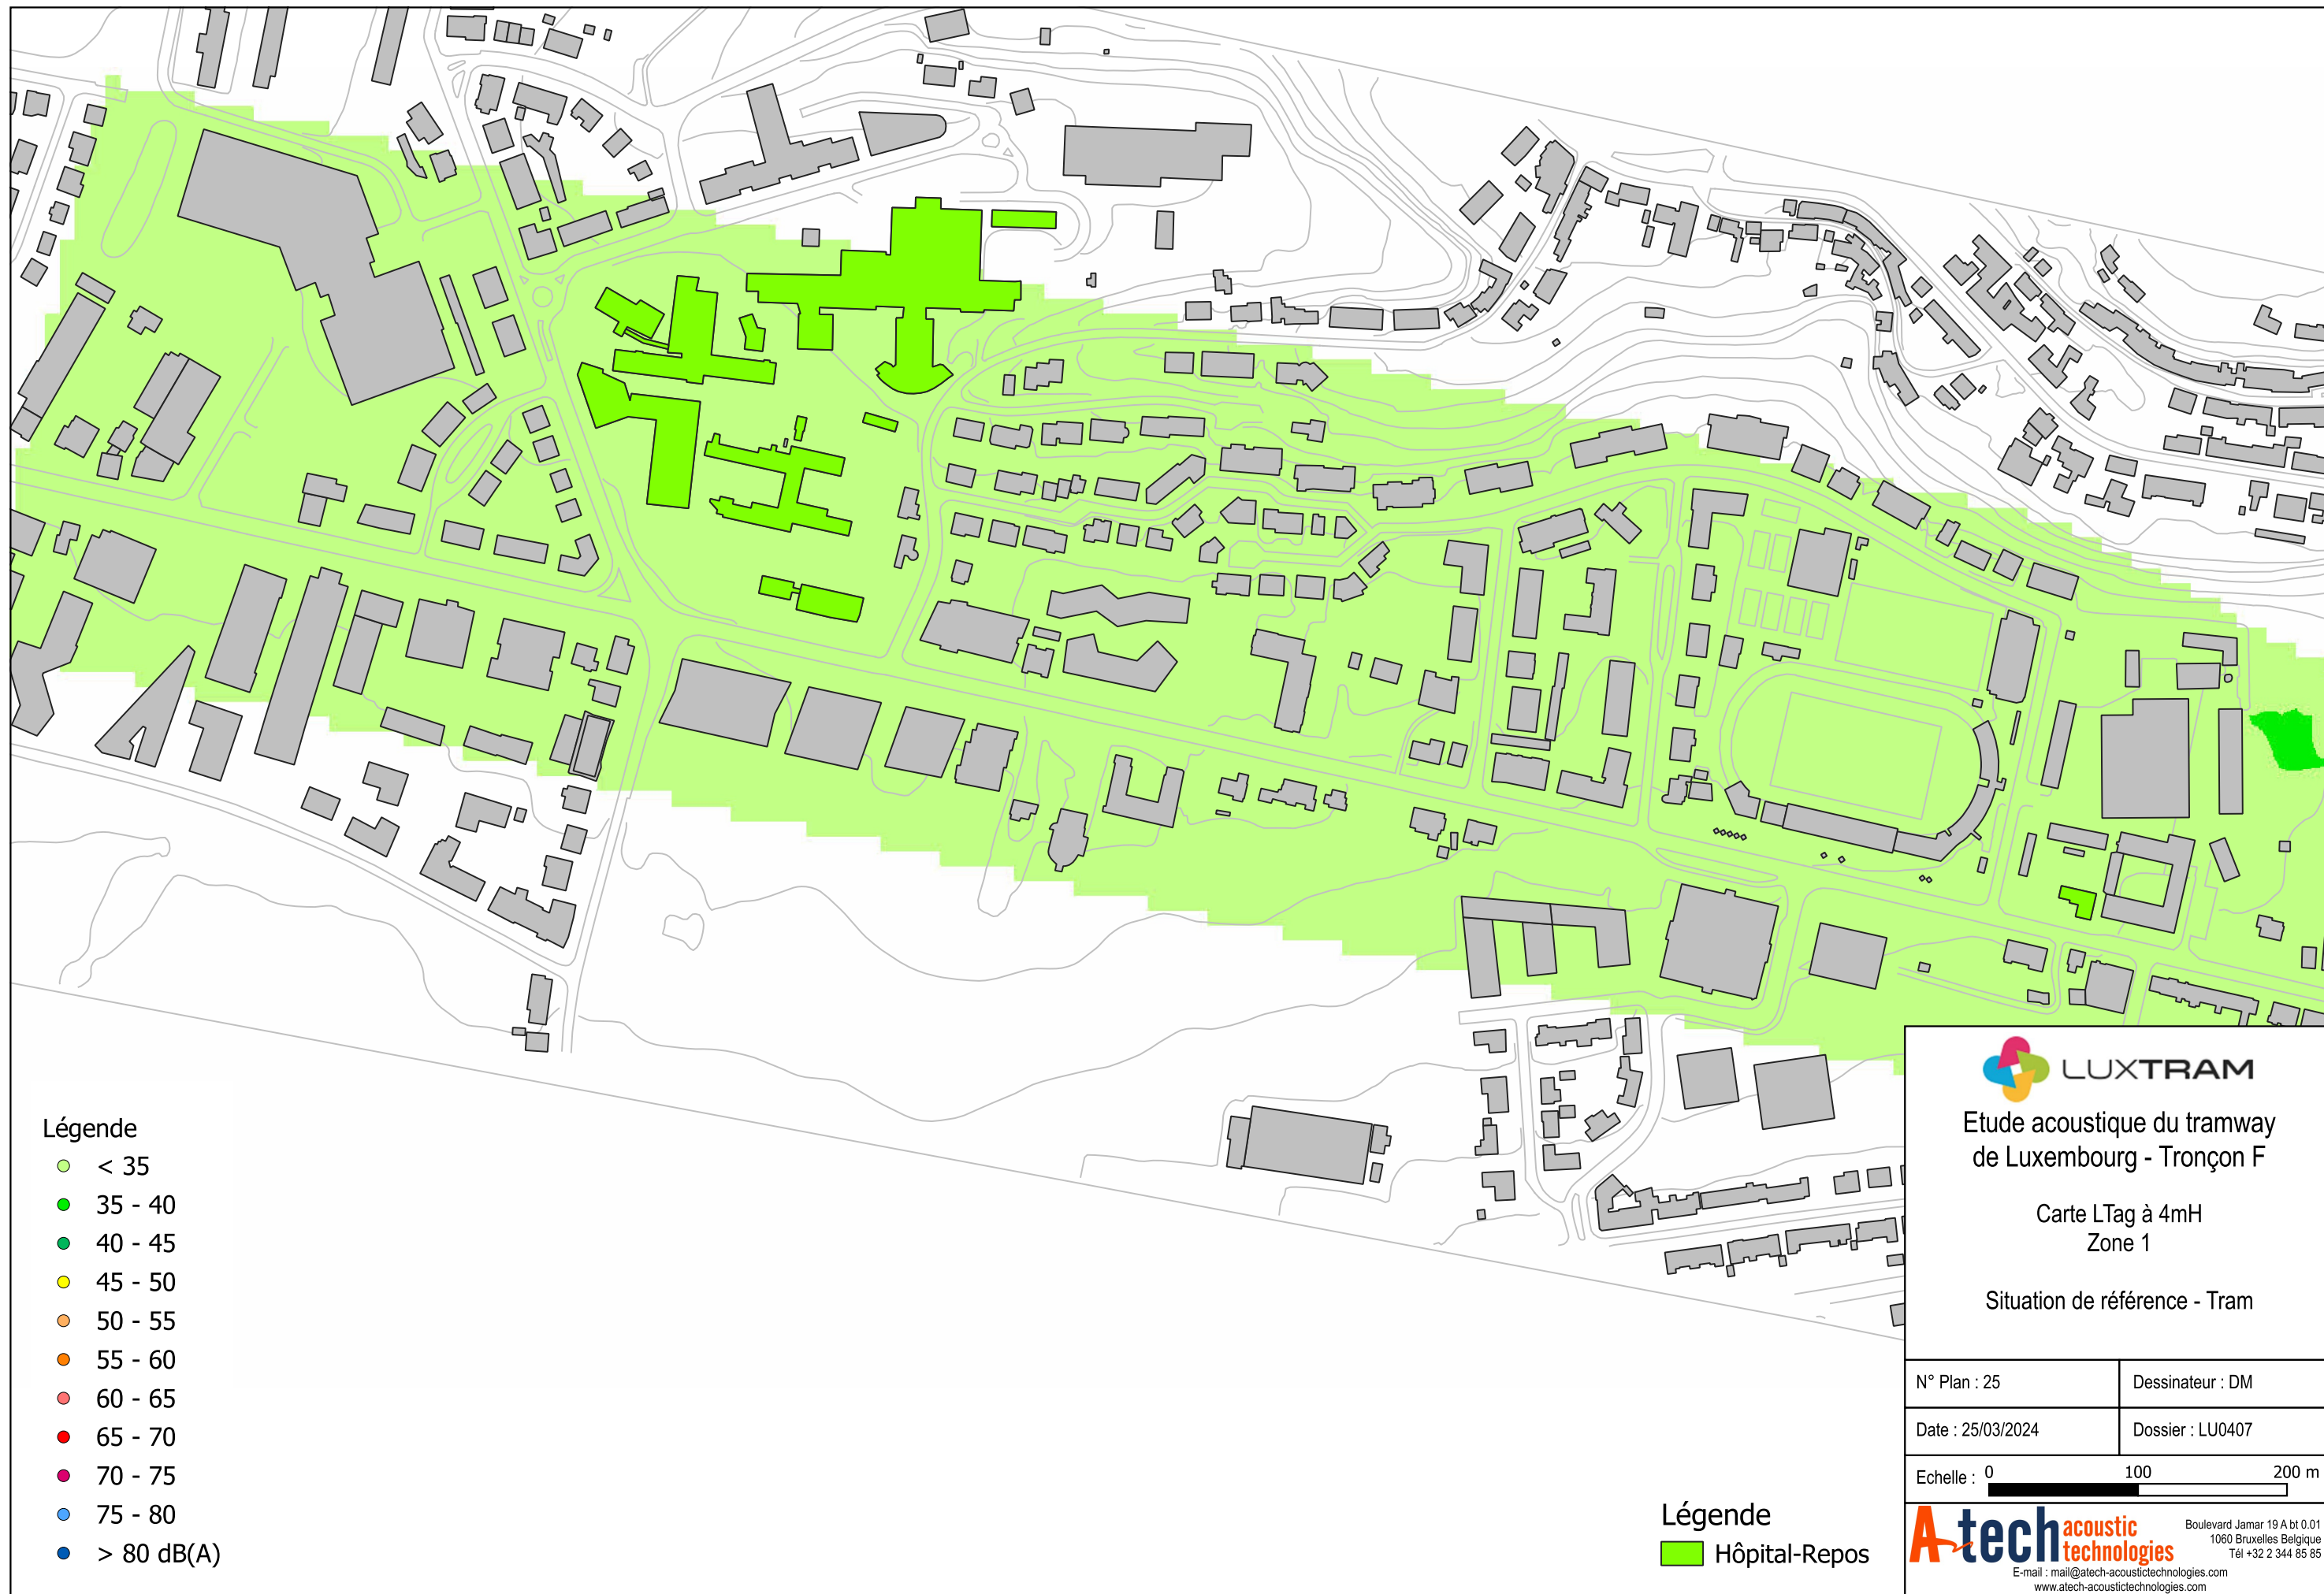 Légende
< 35
35 - 40
40 - 45
45 - 50
50 - 55
55 - 60
60 - 65
65 - 70
70 - 75
75 - 80
> 80 dB(A)
Légende
Hôpital-Repos
LUXTRAM
Etude acoustique du tramway
de Luxembourg - Tronçon F
Carte LTag à 4mH
Zone 1
Situation de référence - Tram
N° Plan : 25
Dessinateur : DM
Date : 25/03/2024
Dossier : LU0407
Echelle : 0 100 200 m
A-tech acoustic technologies
Boulevard Jamar 19 A bt 0.01
1060 Bruxelles Belgique
Tél +32 2 344 85 85
E-mail : mail@atech-acoustictechnologies.com
www.atech-acoustictechnologies.com